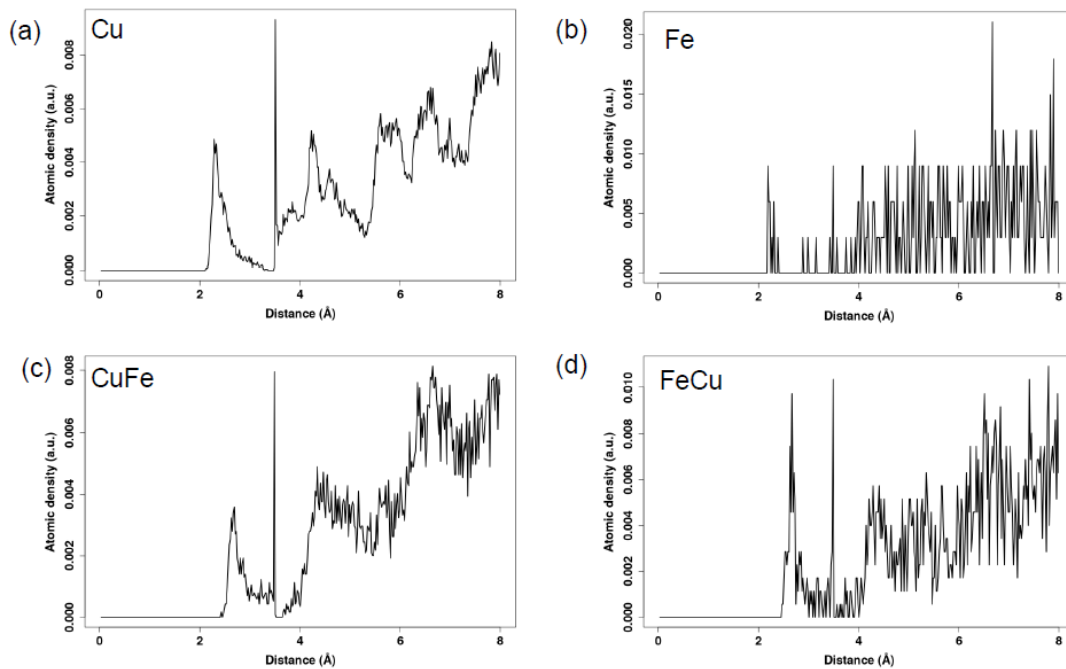 (a)
Cu
Atomic density (a.u.)
0.000 0.002 0.004 0.006 0.008
0 2 4 6 8
Distance (Å)
(b)
Fe
Atomic density (a.u.)
0.000 0.005 0.010 0.015 0.020
0 2 4 6 8
Distance (Å)
(c)
CuFe
Atomic density (a.u.)
0.000 0.002 0.004 0.006 0.008
0 2 4 6 8
Distance (Å)
(d)
FeCu
Atomic density (a.u.)
0.000 0.002 0.004 0.006 0.008 0.010
0 2 4 6 8
Distance (Å)